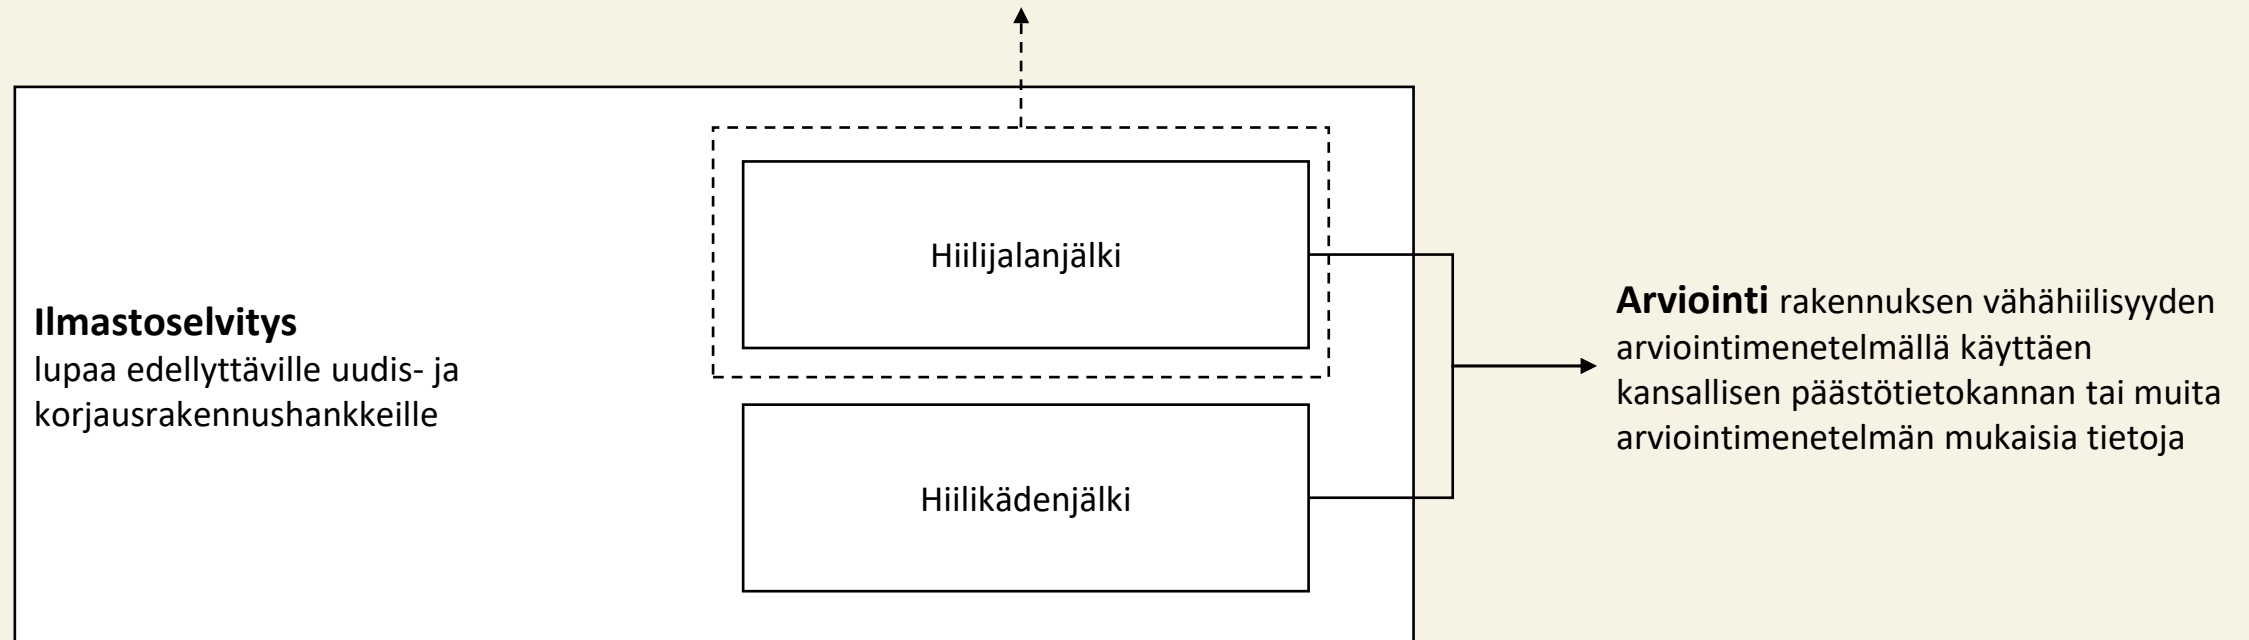 Ilmastoselvitys
lupaa edellyttäville uudis- ja
korjausrakennushankkeille
Hiilijalanjälki
Hiilikädenjälki
Arviointi rakennuksen vähähiilisyyden
arviointimenetelmällä käyttäen
kansallisen päästötietokannan tai muita
arviointimenetelmän mukaisia tietoja